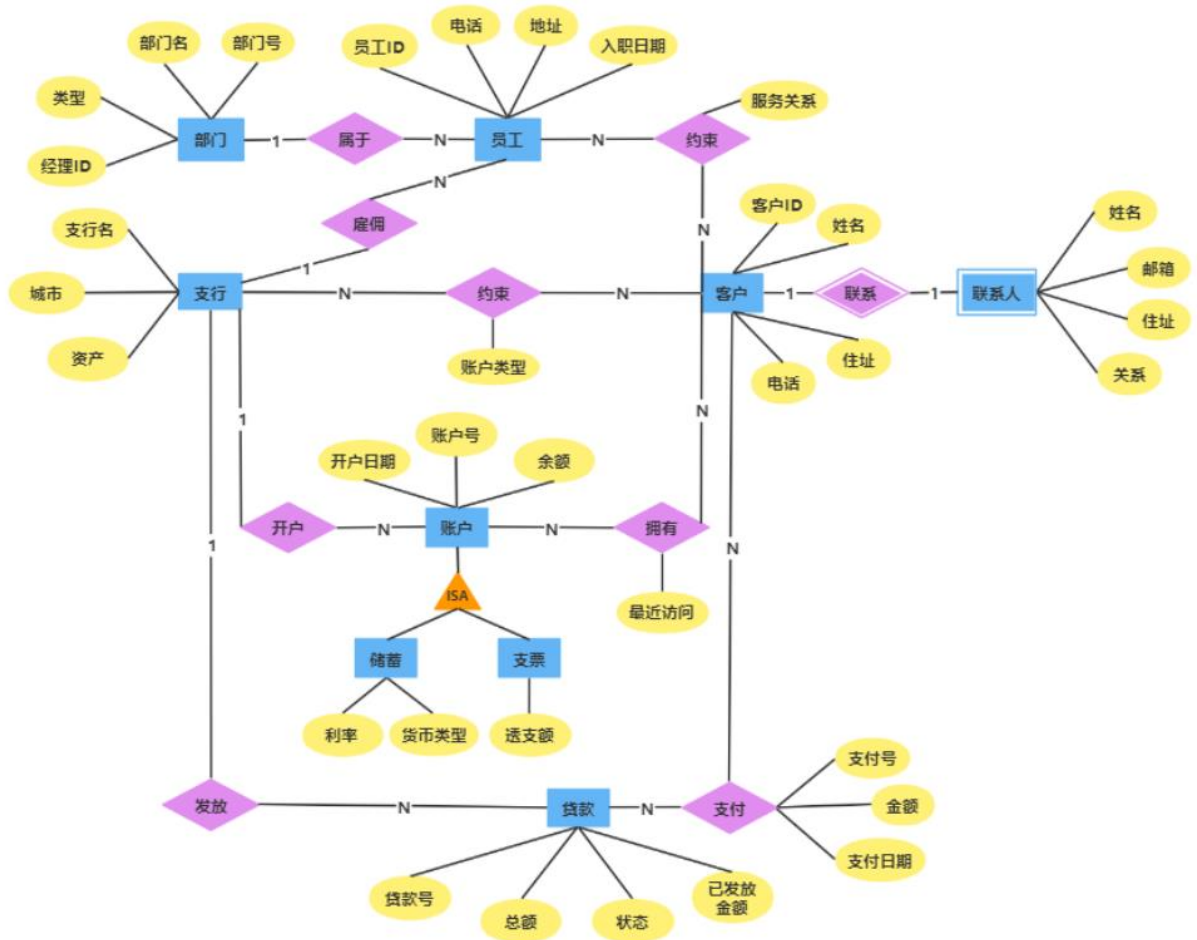 部门名
部门号
员工ID
电话
地址
入职日期
类型
服务关系
部门
1
属于
N
员工
N
约束
经理ID
N
客户ID
姓名
姓名
支行名
雇佣
N
1
邮箱
城市
支行
N
约束
N
客户
1
联系
1
联系人
住址
资产
账户类型
电话
住址
关系
1
N
账户号
开户日期
余额
开户
N
账户
N
拥有
1
N
ISA
最近访问
储蓄
支票
利率
货币类型
透支额
支付号
发放
N
贷款
N
支付
金额
支付日期
贷款号
总额
状态
已发放
金额